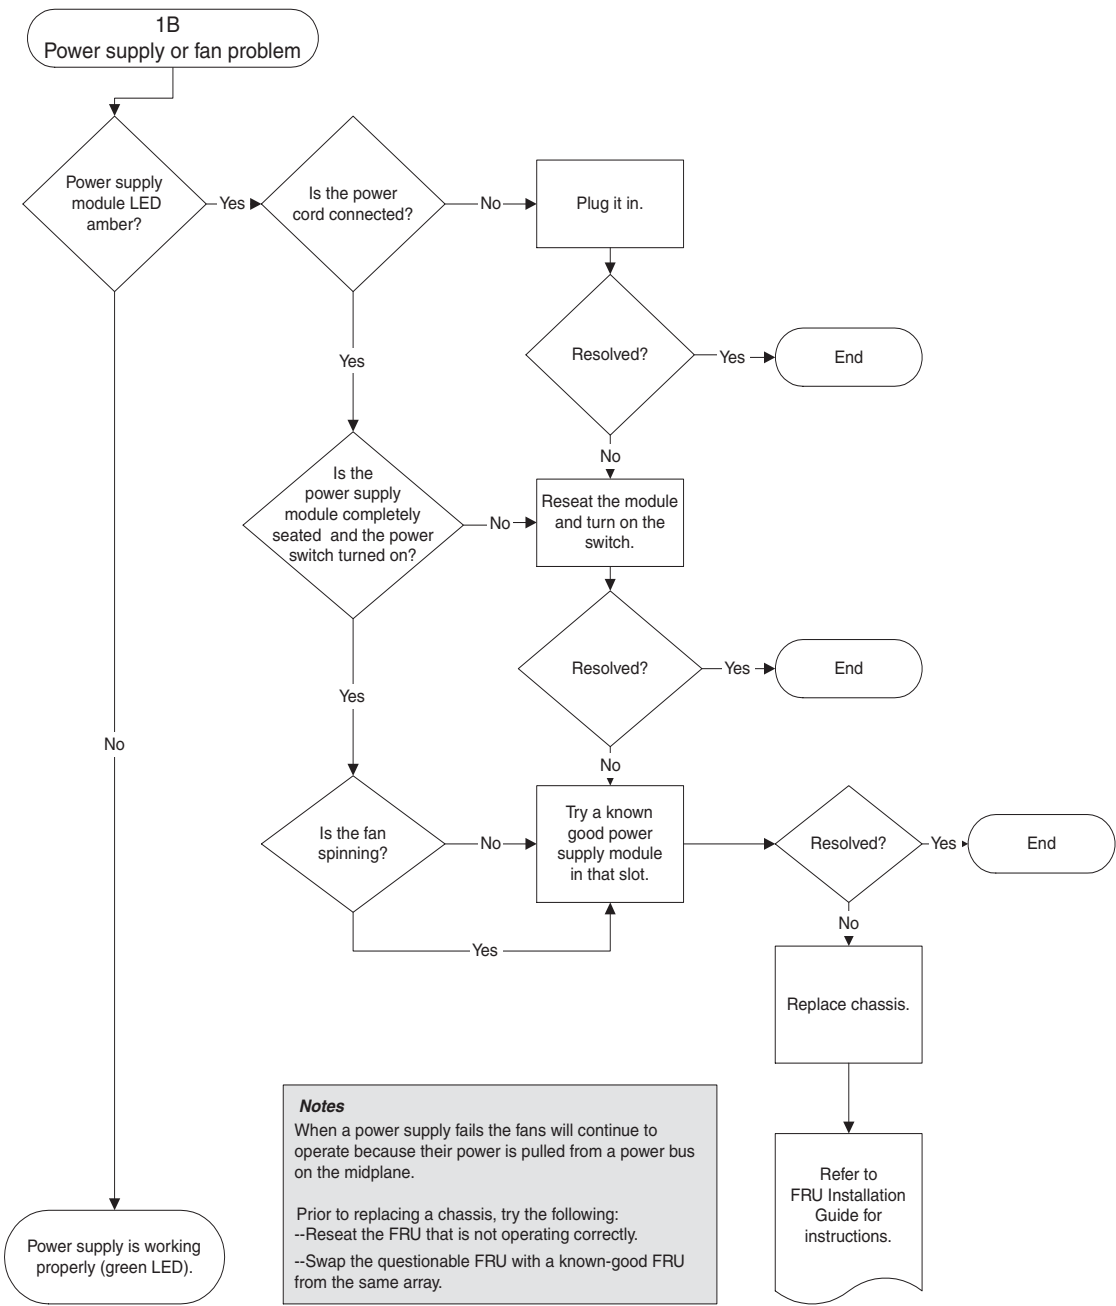 1B
Power supply or fan problem
Power supply
module LED
amber?
Yes
Is the power
cord connected?
No
Plug it in.
Resolved?
Yes
End
Yes
No
Is the
power supply
module completely
seated and the power
switch turned on?
No
Reseat the module
and turn on the
switch.
Resolved?
Yes
End
Yes
No
No
Is the fan
spinning?
No
Try a known
good power
supply module
in that slot.
Resolved?
Yes
End
Yes
No
Replace chassis.
Refer to
FRU Installation
Guide for
instructions.
Notes
When a power supply fails the fans will continue to
operate because their power is pulled from a power bus
on the midplane.
Prior to replacing a chassis, try the following:
--Reseat the FRU that is not operating correctly.
--Swap the questionable FRU with a known-good FRU
from the same array.
Power supply is working
properly (green LED).